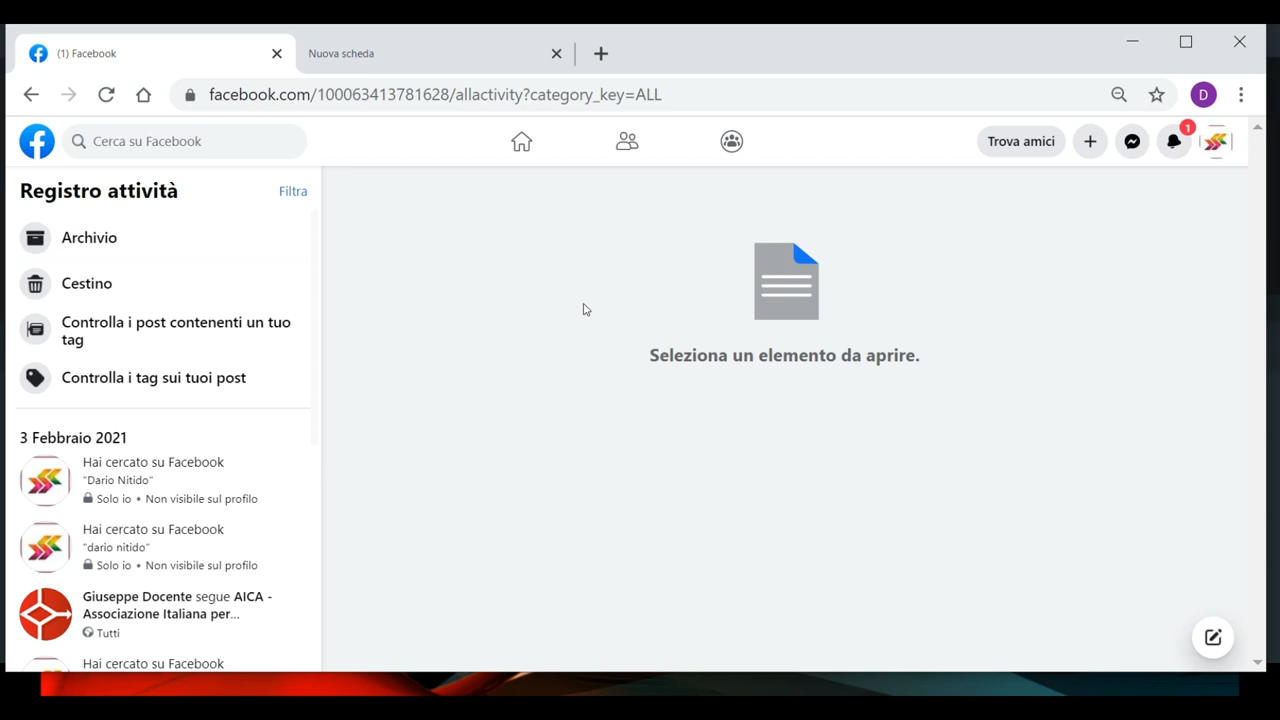 (1) Facebook
Nuova scheda
facebook.com/100063413781628/allactivity?category_key=ALL
D
Cerca su Facebook
Trova amici
1
Registro attività
Filtra
Archivio
Cestino
Controlla i post contenenti un tuo
tag
Controlla i tag sui tuoi post
3 Febbraio 2021
Hai cercato su Facebook
"Dario Nitido"
Solo io • Non visibile sul profilo
Hai cercato su Facebook
"dario nitido"
Solo io • Non visibile sul profilo
Giuseppe Docente segue AICA -
Associazione Italiana per...
Tutti
Hai cercato su Facebook
Seleziona un elemento da aprire.